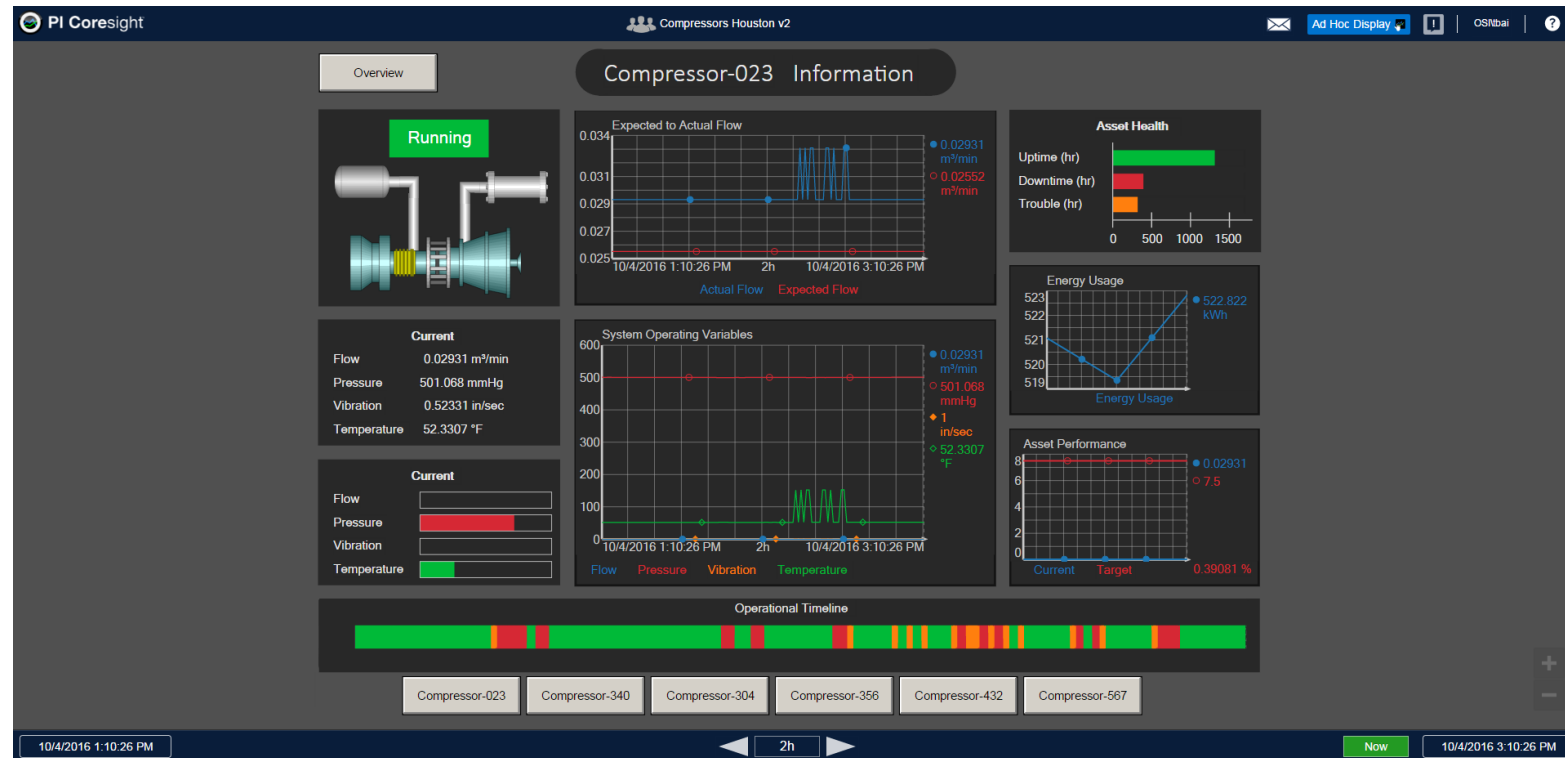 PI Coresight
Compressors Houston v2
Ad Hoc Display
OSI\tbai
?
Overview
Compressor-023 Information
Running
Current
Flow 0.02931 m³/min
Pressure 501.068 mmHg
Vibration 0.52331 in/sec
Temperature 52.3307 °F
Current
Flow
Pressure
Vibration
Temperature
Expected to Actual Flow
0.034
0.031
0.029
0.027
0.025
10/4/2016 1:10:26 PM 2h 10/4/2016 3:10:26 PM
0.02931
m³/min
0.02552
m³/min
Actual Flow Expected Flow
System Operating Variables
600
500
400
300
200
100
0
10/4/2016 1:10:26 PM 2h 10/4/2016 3:10:26 PM
0.02931
m³/min
501.068
mmHg
1
in/sec
52.3307
°F
Flow Pressure Vibration Temperature
Asset Health
Uptime (hr)
Downtime (hr)
Trouble (hr)
0 500 1000 1500
Energy Usage
523
522
521
520
519
522.822
kWh
Energy Usage
Asset Performance
8
6
4
2
0
0.02931
7.5
Current Target 0.39081 %
Operational Timeline
Compressor-023 Compressor-340 Compressor-304 Compressor-356 Compressor-432 Compressor-567
10/4/2016 1:10:26 PM 2h Now 10/4/2016 3:10:26 PM